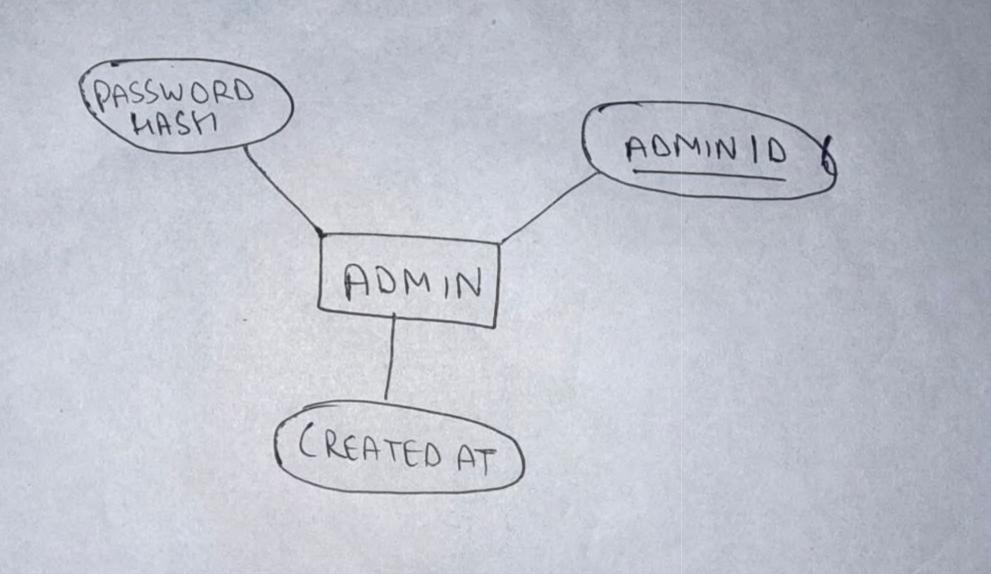 PASSWORD
HASH
ADMIN ID
ADMIN
CREATED AT